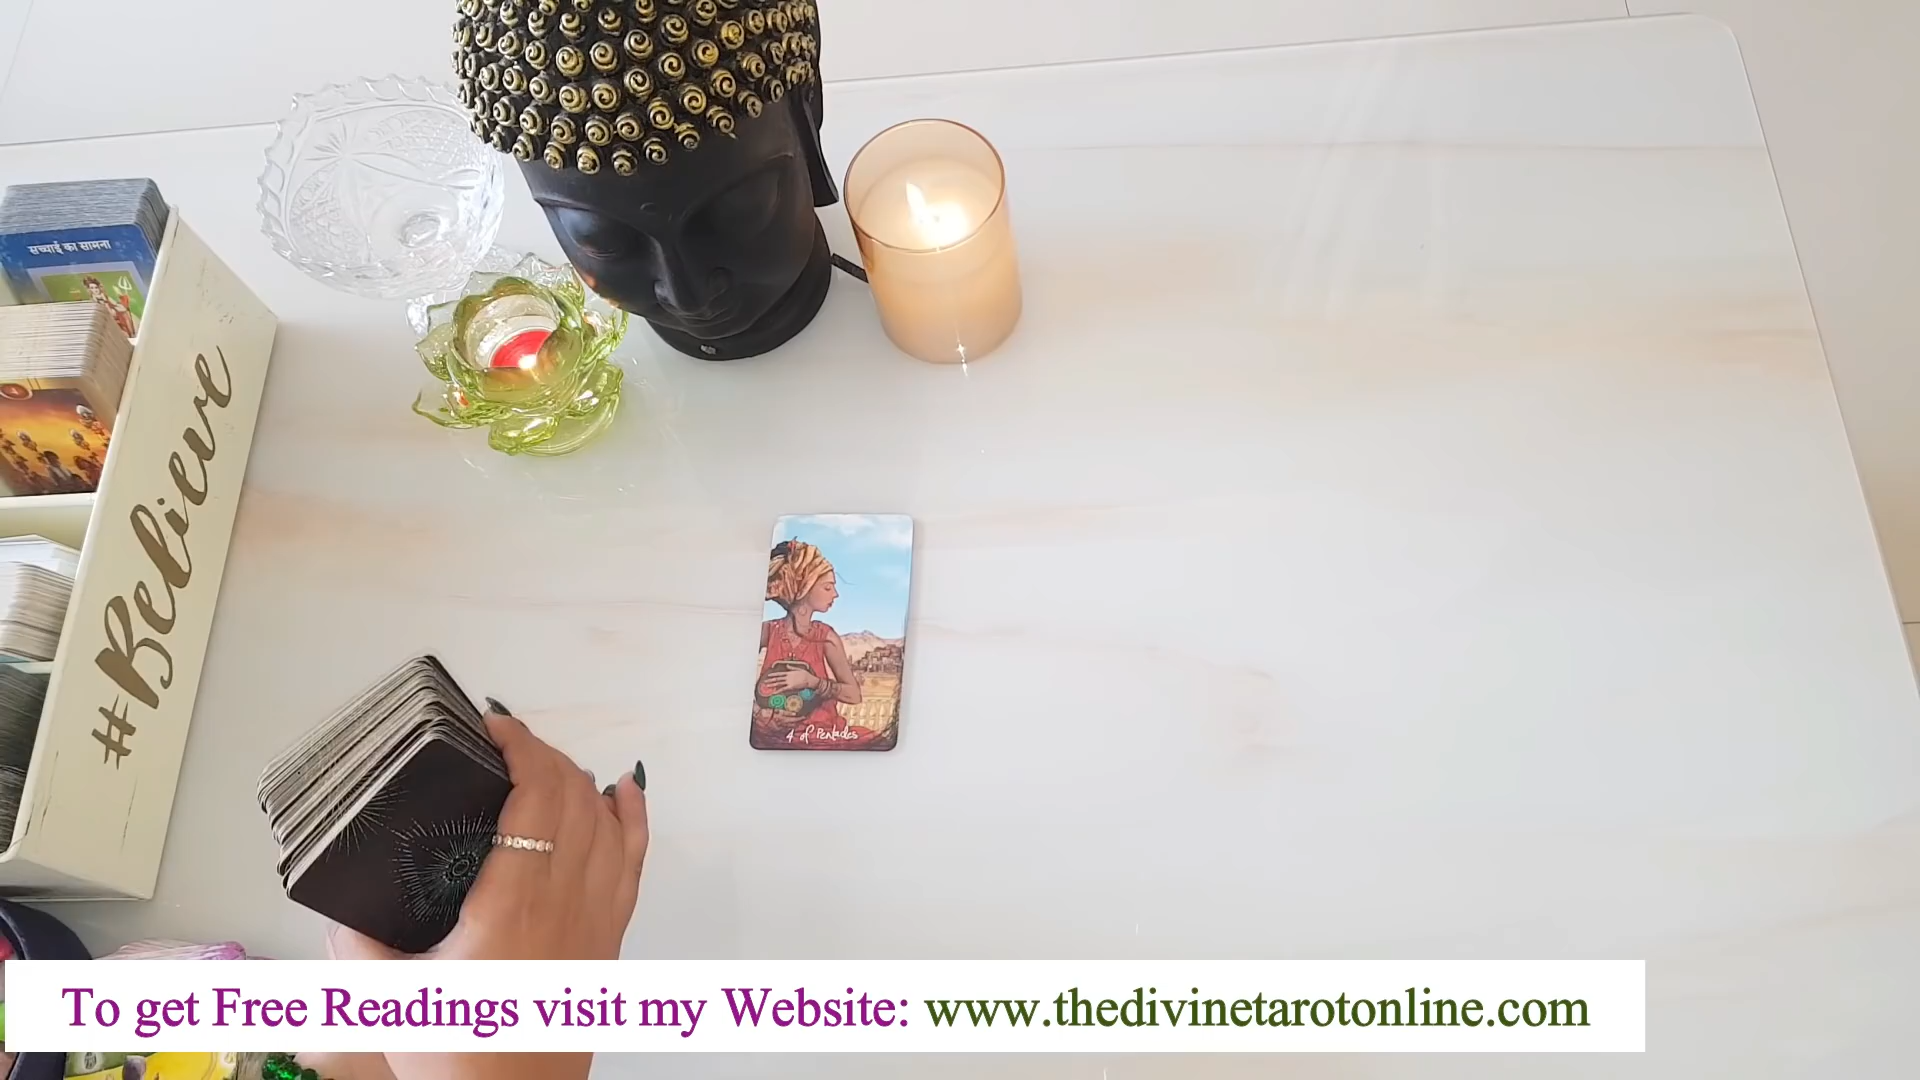 सच्चाई का सामना
#Believe
4 of Pentacles
To get Free Readings visit my Website: www.thedivinetarotonline.com